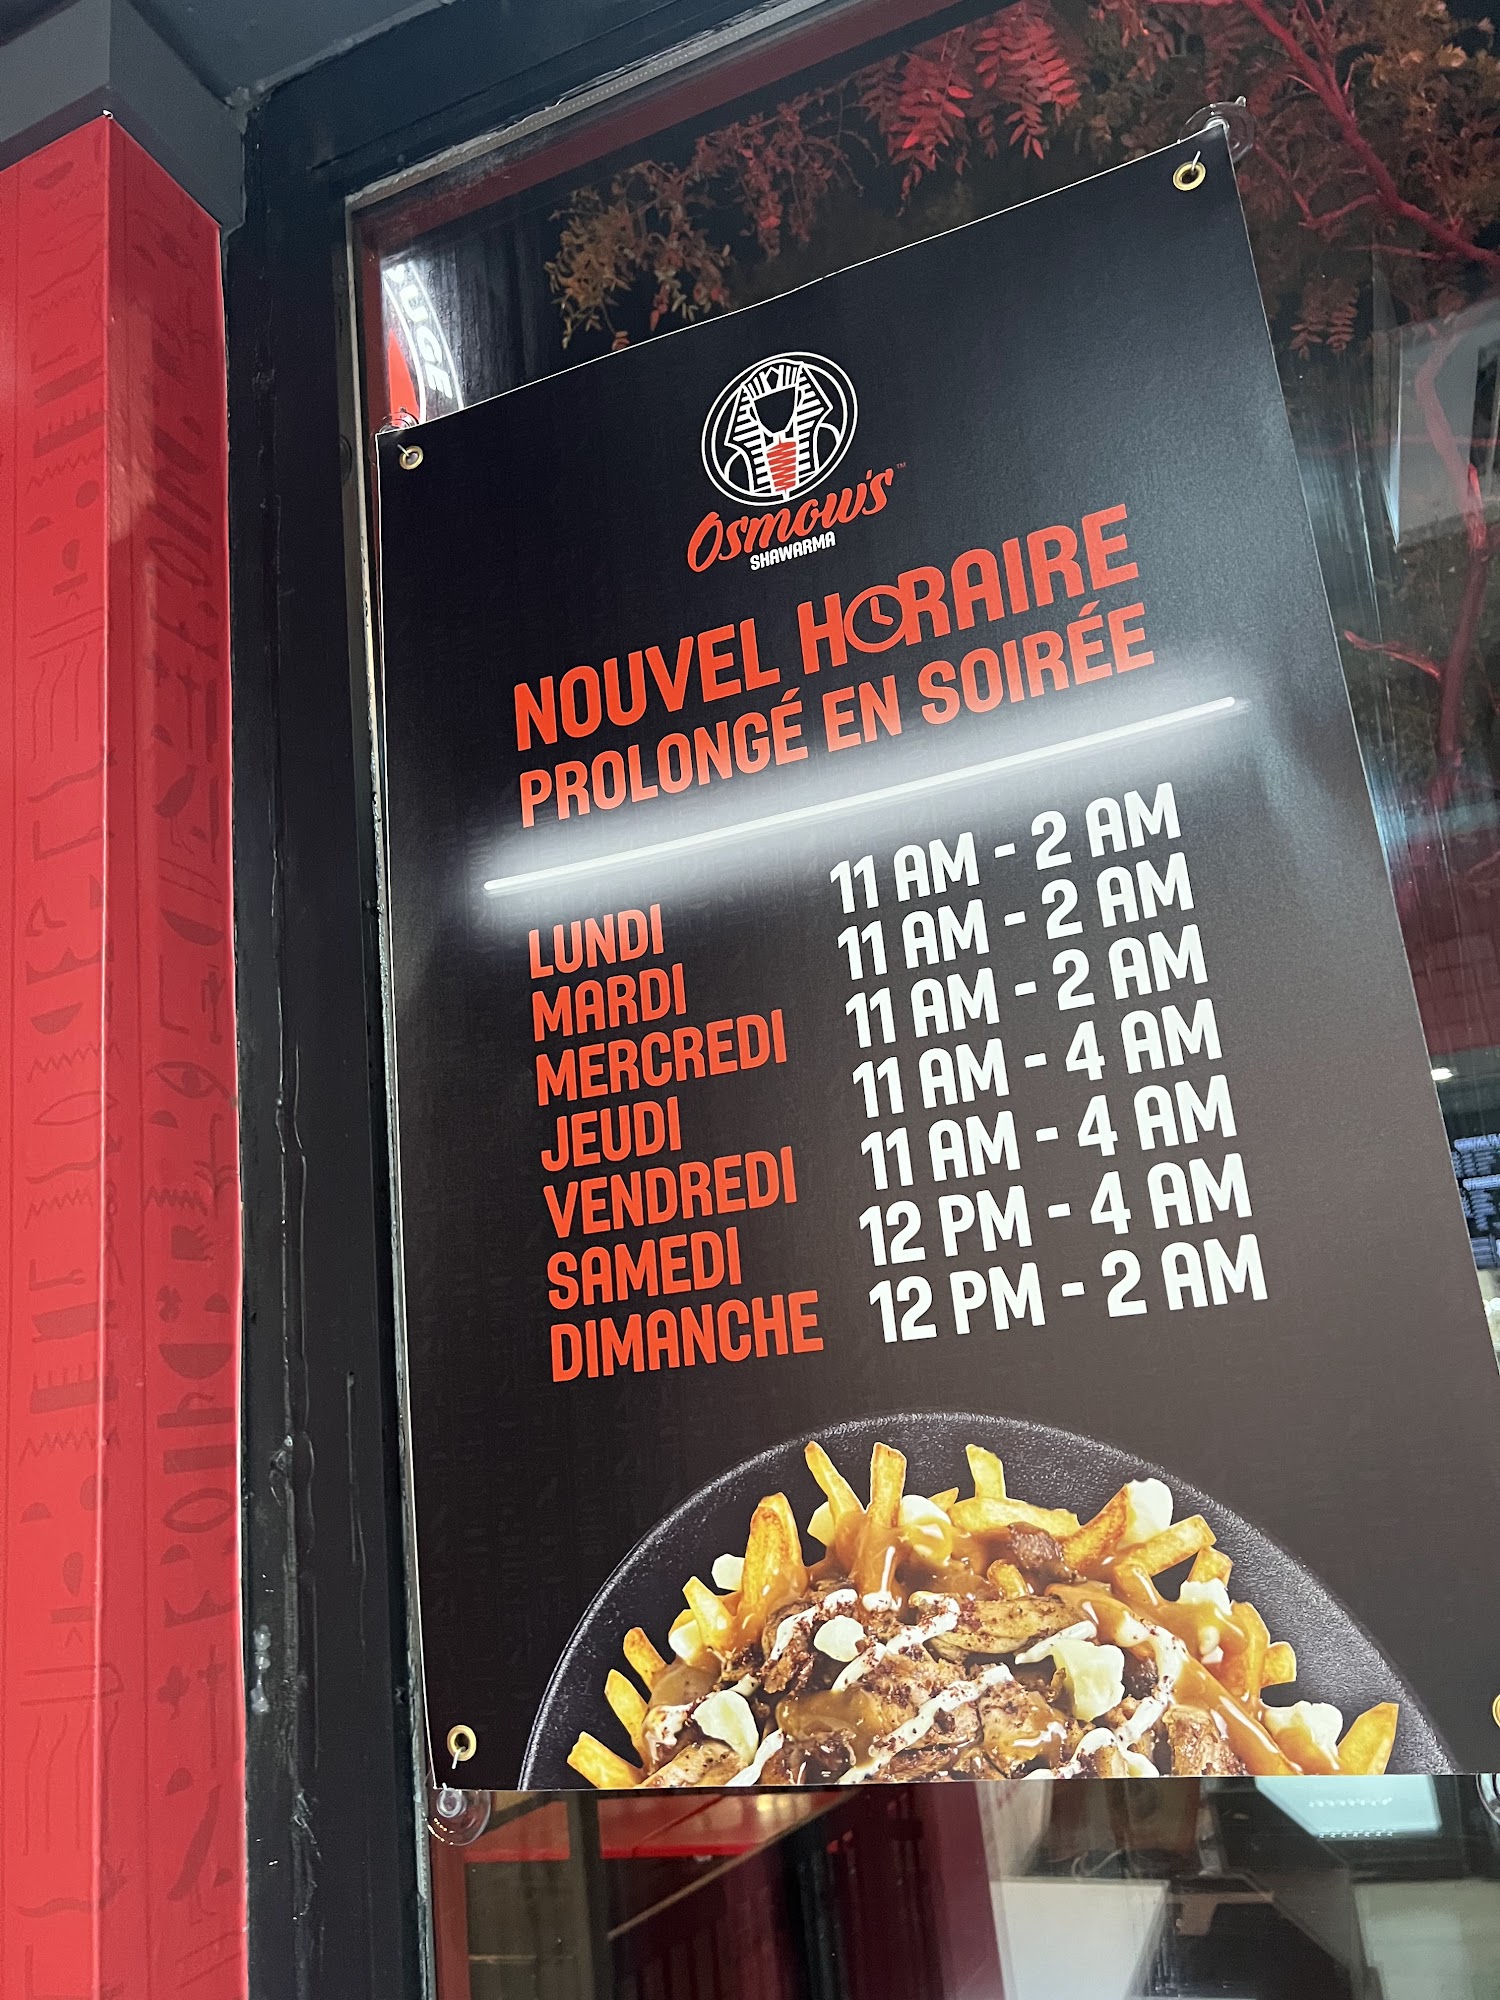 Osmow's™
SHAWARMA
NOUVEL HORAIRE
PROLONGÉ EN SOIRÉE
LUNDI 11 AM - 2 AM
MARDI 11 AM - 2 AM
MERCREDI 11 AM - 2 AM
JEUDI 11 AM - 4 AM
VENDREDI 11 AM - 4 AM
SAMEDI 12 PM - 4 AM
DIMANCHE 12 PM - 2 AM